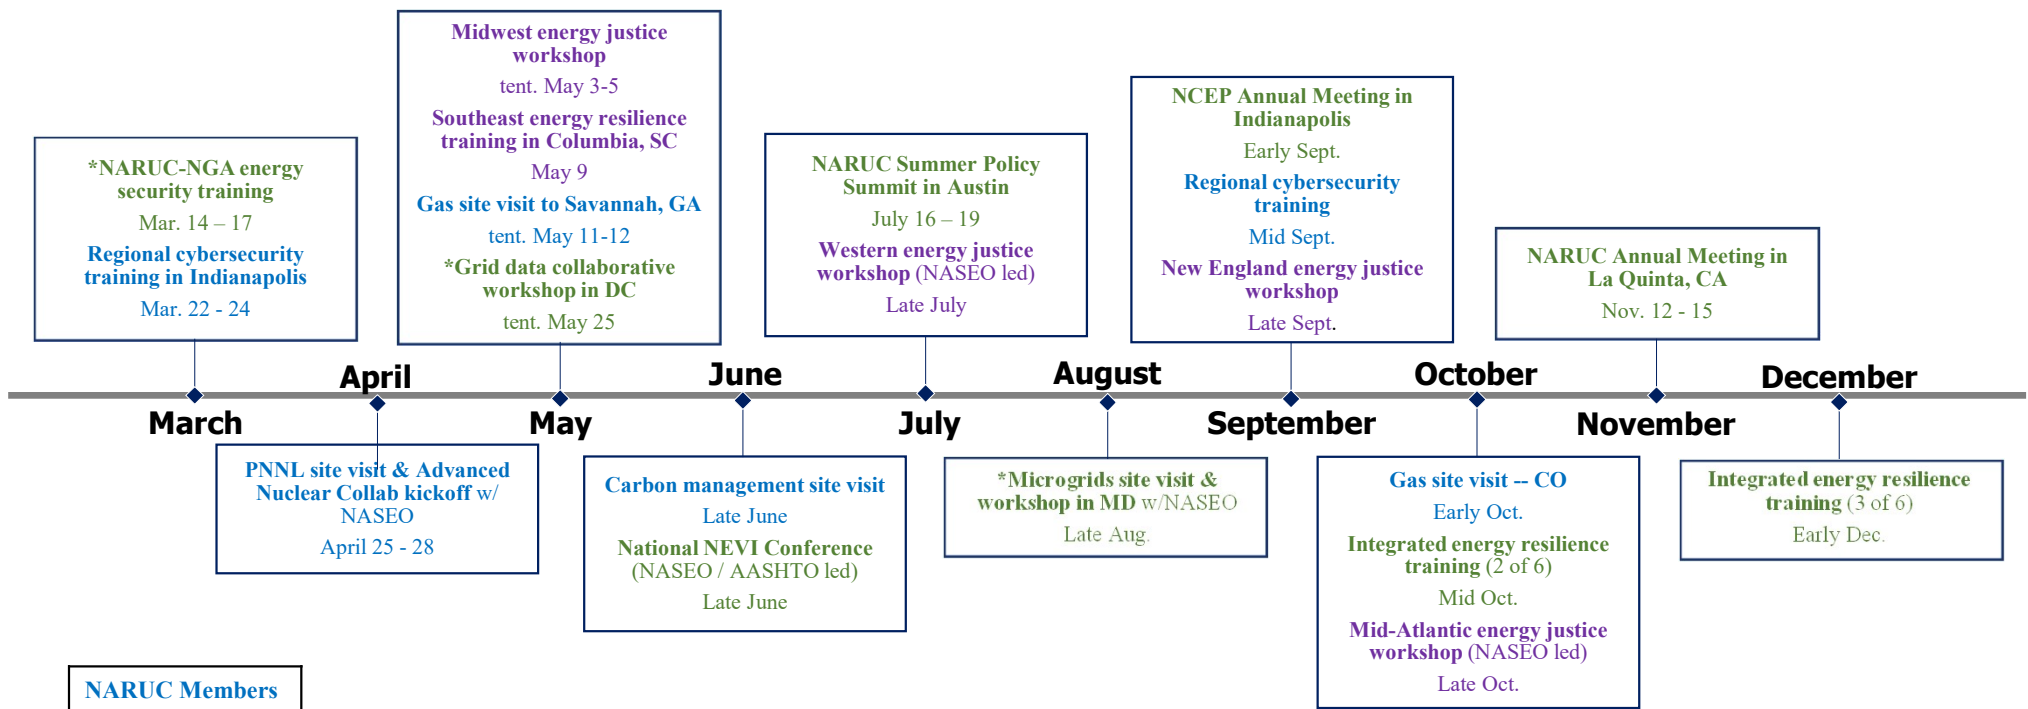 *NARUC-NGA energy
security training
Mar. 14 – 17
Regional cybersecurity
training in Indianapolis
Mar. 22 - 24
Midwest energy justice
workshop
tent. May 3-5
Southeast energy resilience
training in Columbia, SC
May 9
Gas site visit to Savannah, GA
tent. May 11-12
*Grid data collaborative
workshop in DC
tent. May 25
NARUC Summer Policy
Summit in Austin
July 16 – 19
Western energy justice
workshop (NASEO led)
Late July
NCEP Annual Meeting in
Indianapolis
Early Sept.
Regional cybersecurity
training
Mid Sept.
New England energy justice
workshop
Late Sept.
NARUC Annual Meeting in
La Quinta, CA
Nov. 12 - 15
March
April
May
June
July
August
September
October
November
December
PNNL site visit & Advanced
Nuclear Collab kickoff w/
NASEO
April 25 - 28
Carbon management site visit
Late June
National NEVI Conference
(NASEO / AASHTO led)
Late June
*Microgrids site visit &
workshop in MD w/NASEO
Late Aug.
Gas site visit -- CO
Early Oct.
Integrated energy resilience
training (2 of 6)
Mid Oct.
Mid-Atlantic energy justice
workshop (NASEO led)
Late Oct.
Integrated energy resilience
training (3 of 6)
Early Dec.
NARUC Members